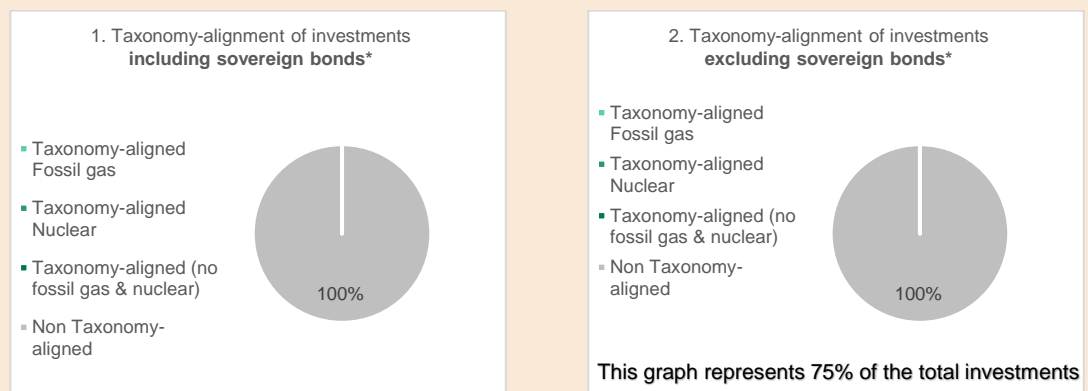 1. Taxonomy-alignment of investments
including sovereign bonds*
Taxonomy-aligned
Fossil gas
Taxonomy-aligned
Nuclear
Taxonomy-aligned (no
fossil gas & nuclear)
Non Taxonomy-
aligned
100%
2. Taxonomy-alignment of investments
excluding sovereign bonds*
Taxonomy-aligned
Fossil gas
Taxonomy-aligned
Nuclear
Taxonomy-aligned (no
fossil gas & nuclear)
Non Taxonomy-
aligned
100%
This graph represents 75% of the total investments